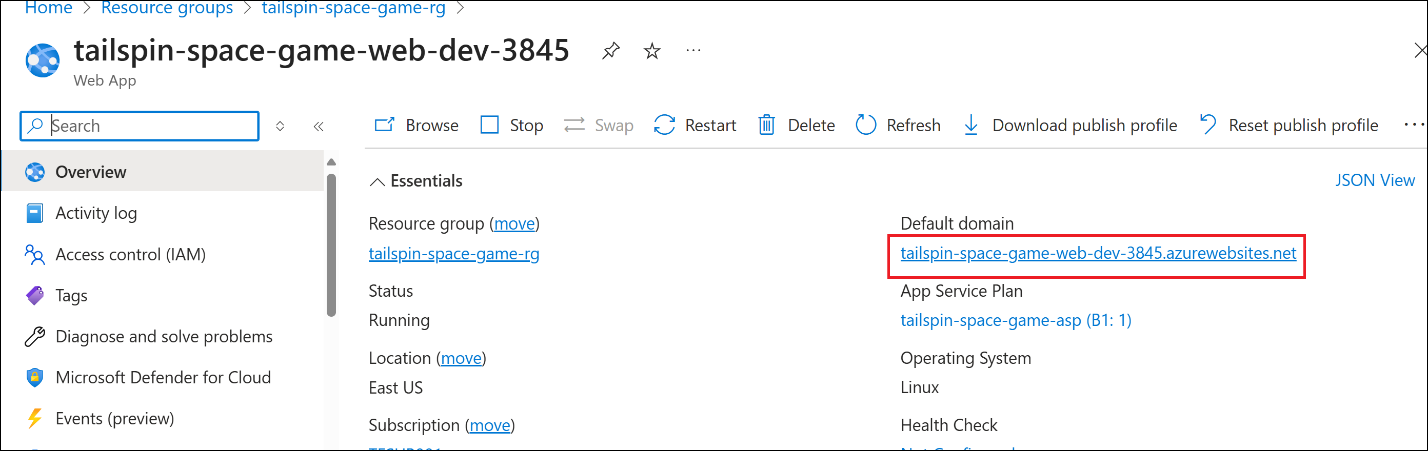 Home > Resource groups > tailspin-space-game-rg >
tailspin-space-game-web-dev-3845
Web App
Search
Browse Stop Swap Restart Delete Refresh Download publish profile Reset publish profile ...
Overview
Activity log
Access control (IAM)
Tags
Diagnose and solve problems
Microsoft Defender for Cloud
Events (preview)
Essentials
JSON View
Resource group (move)
tailspin-space-game-rg
Status
Running
Location (move)
East US
Subscription (move)
Default domain
tailspin-space-game-web-dev-3845.azurewebsites.net
App Service Plan
tailspin-space-game-asp (B1: 1)
Operating System
Linux
Health Check